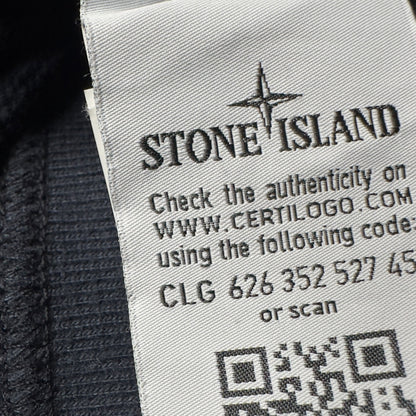 STONE ISLAND
Check the authenticity on
WWW.CERTILOGO.COM
using the following code:
CLG 626 352 527 45
or scan